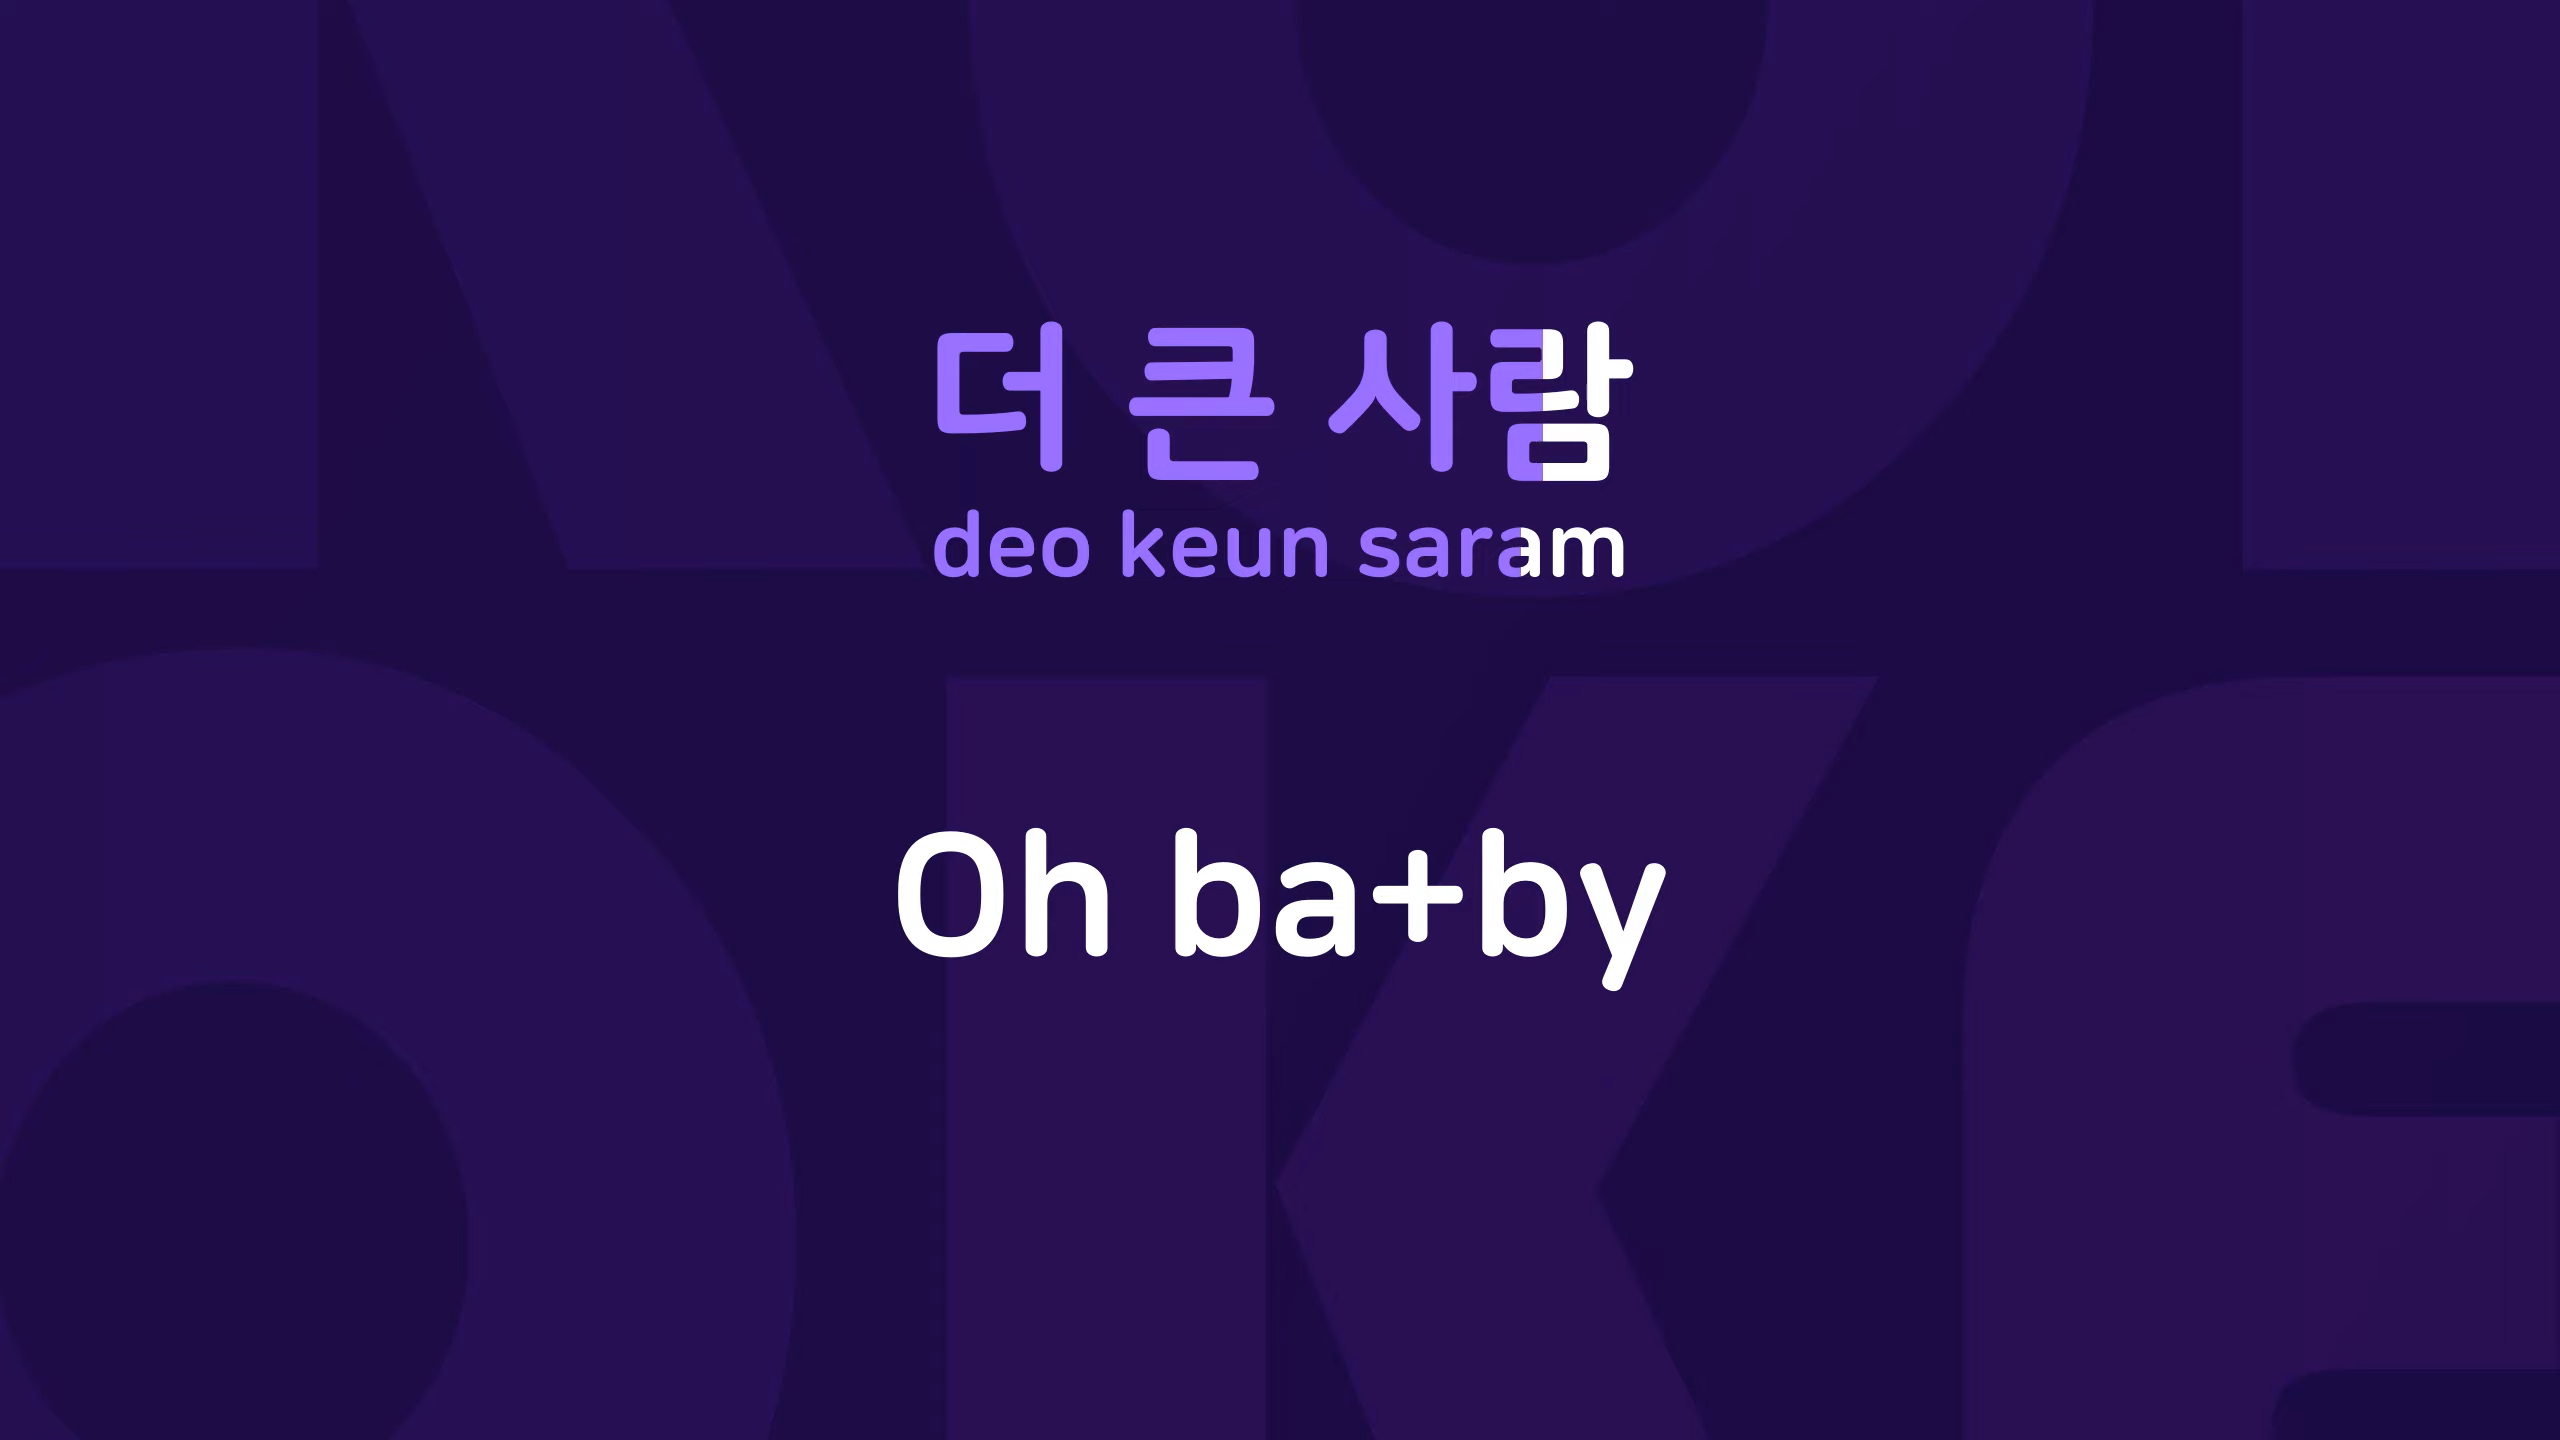 더 큰 사람
deo keun saram
Oh ba+by